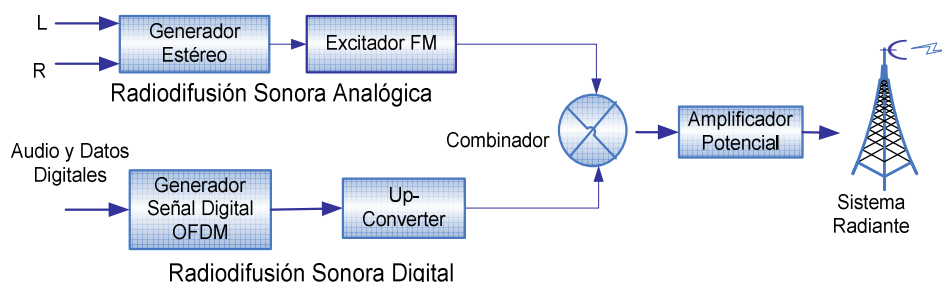 L
R
Generador
Estéreo
Excitador FM
Radiodifusión Sonora Analógica
Combinador
Amplificador
Potencial
Audio y Datos
Digitales
Generador
Señal Digital
OFDM
Up-
Converter
Radiodifusión Sonora Digital
Sistema
Radiante